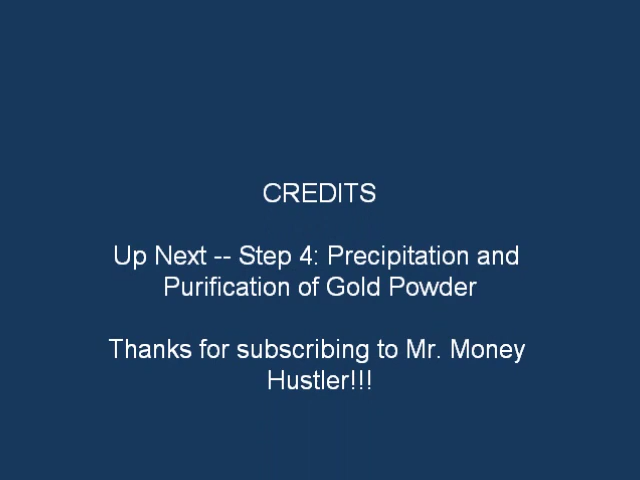 CREDITS
Up Next -- Step 4: Precipitation and
Purification of Gold Powder
Thanks for subscribing to Mr. Money
Hustler!!!